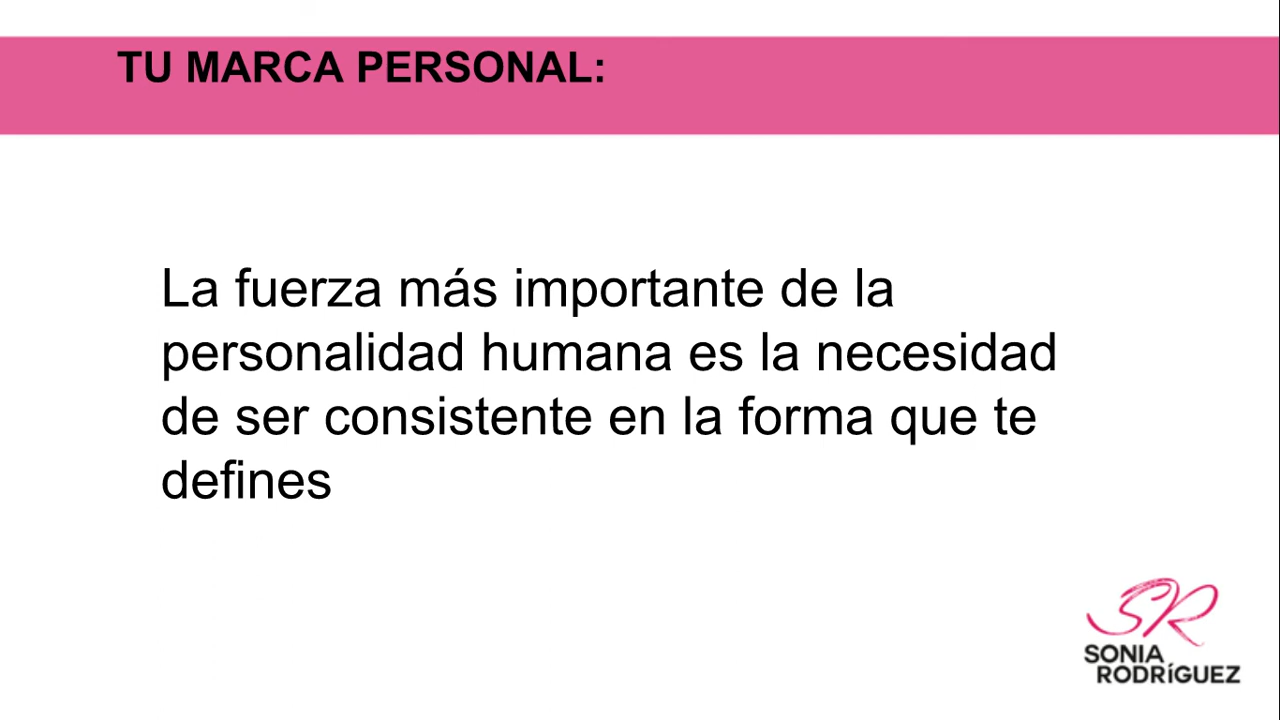 TU MARCA PERSONAL:
La fuerza más importante de la
personalidad humana es la necesidad
de ser consistente en la forma que te
defines
SR
SONIA
RODRíGUEZ